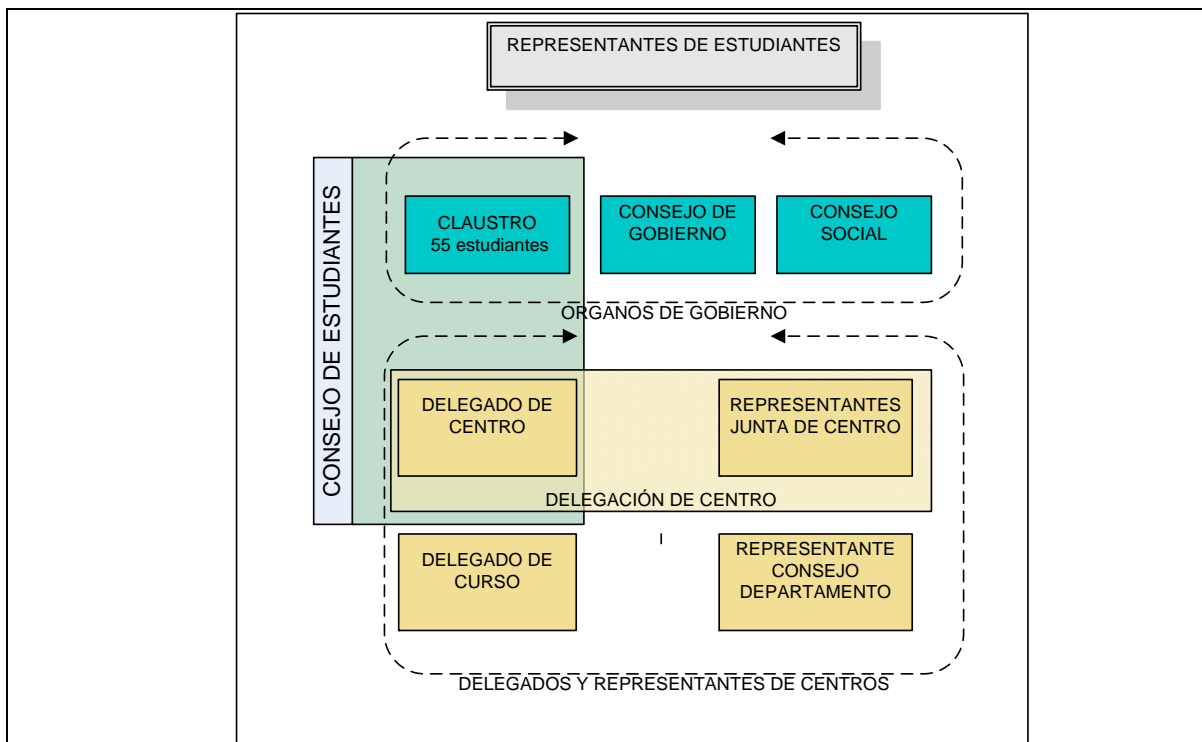 REPRESENTANTES DE ESTUDIANTES
CONSEJO DE ESTUDIANTES
CLAUSTRO
55 estudiantes
CONSEJO DE
GOBIERNO
CONSEJO
SOCIAL
ORGANOS DE GOBIERNO
DELEGADO DE
CENTRO
REPRESENTANTES
JUNTA DE CENTRO
DELEGACIÓN DE CENTRO
DELEGADO DE
CURSO
REPRESENTANTE
CONSEJO
DEPARTAMENTO
DELEGADOS Y REPRESENTANTES DE CENTROS